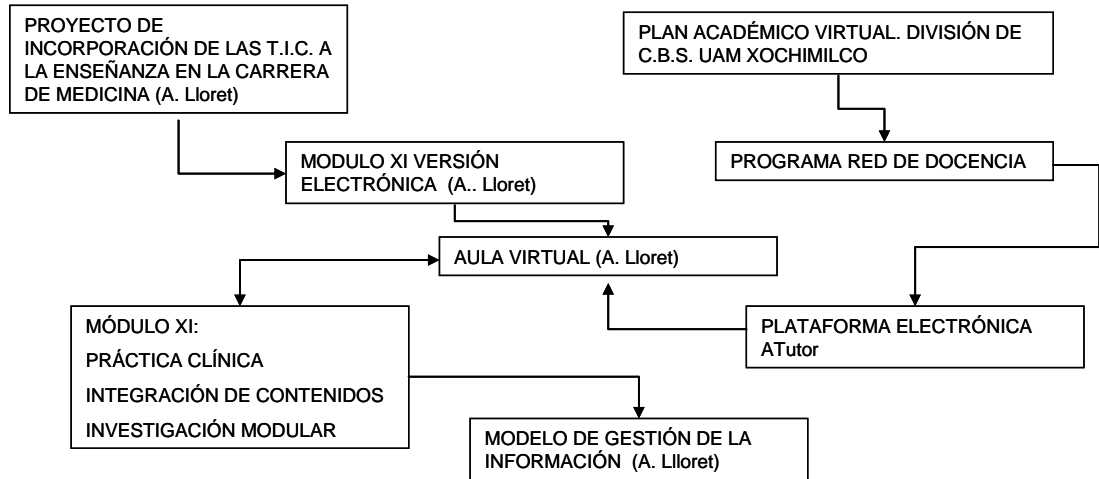 PROYECTO DE
INCORPORACIÓN DE LAS T.I.C. A
LA ENSEÑANZA EN LA CARRERA
DE MEDICINA (A. Lloret)
PLAN ACADÉMICO VIRTUAL. DIVISIÓN DE
C.B.S. UAM XOCHIMILCO
MODULO XI VERSIÓN
ELECTRÓNICA (A.. Lloret)
PROGRAMA RED DE DOCENCIA
AULA VIRTUAL (A. Lloret)
MÓDULO XI:
PRÁCTICA CLÍNICA
INTEGRACIÓN DE CONTENIDOS
INVESTIGACIÓN MODULAR
PLATAFORMA ELECTRÓNICA
ATutor
MODELO DE GESTIÓN DE LA
INFORMACIÓN (A. Llloret)